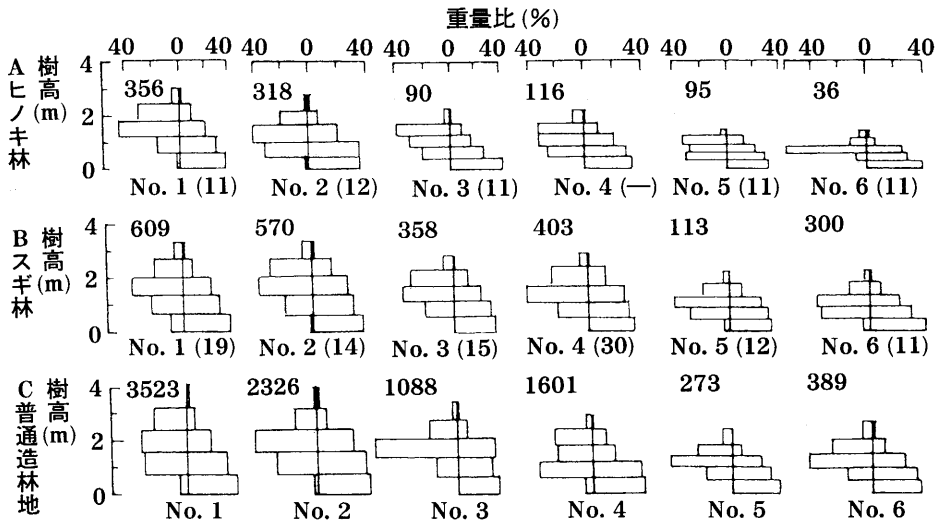 重量比 (%)
40 0 40 0 40 0 40 0 40 0 40 0 40
A ヒノキ林 樹高(m) 4 2 0
356 318 90 116 95 36
No. 1 (11) No. 2 (12) No. 3 (11) No. 4 (—) No. 5 (11) No. 6 (11)
B スギ林 樹高(m) 4 2 0
609 570 358 403 113 300
No. 1 (19) No. 2 (14) No. 3 (15) No. 4 (30) No. 5 (12) No. 6 (11)
C 普通造林地 樹高(m) 4 2 0
3523 2326 1088 1601 273 389
No. 1 No. 2 No. 3 No. 4 No. 5 No. 6